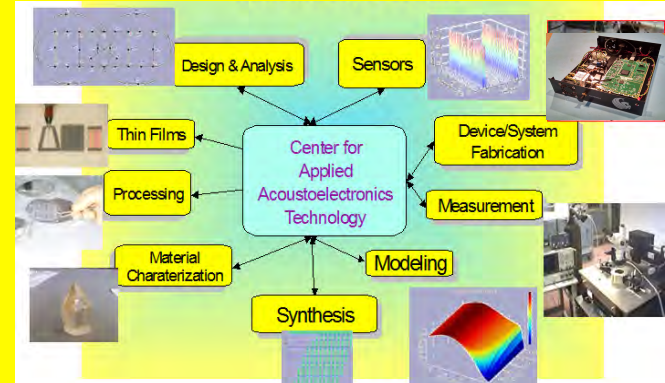 Design & Analysis
Sensors
Thin Films
Center for
Applied
Acoustoelectronics
Technology
Device/System
Fabrication
Processing
Measurement
Material
Charaterization
Modeling
Synthesis